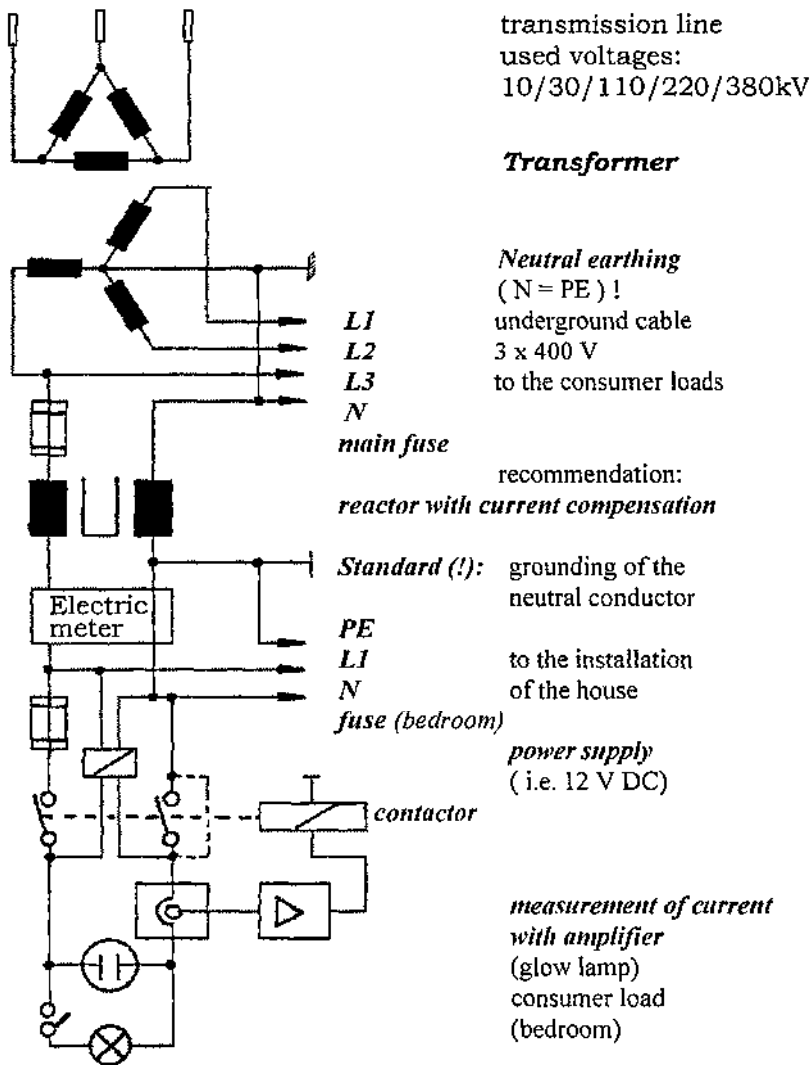 transmission line
used voltages:
10/30/110/220/380kV
Transformer
Neutral earthing
( N = PE ) !
L1 underground cable
L2 3 x 400 V
L3 to the consumer loads
N
main fuse
recommendation:
reactor with current compensation
Standard (!): grounding of the
neutral conductor
Electric
meter
PE
L1 to the installation
N of the house
fuse (bedroom)
power supply
( i.e. 12 V DC)
contactor
measurement of current
with amplifier
(glow lamp)
consumer load
(bedroom)